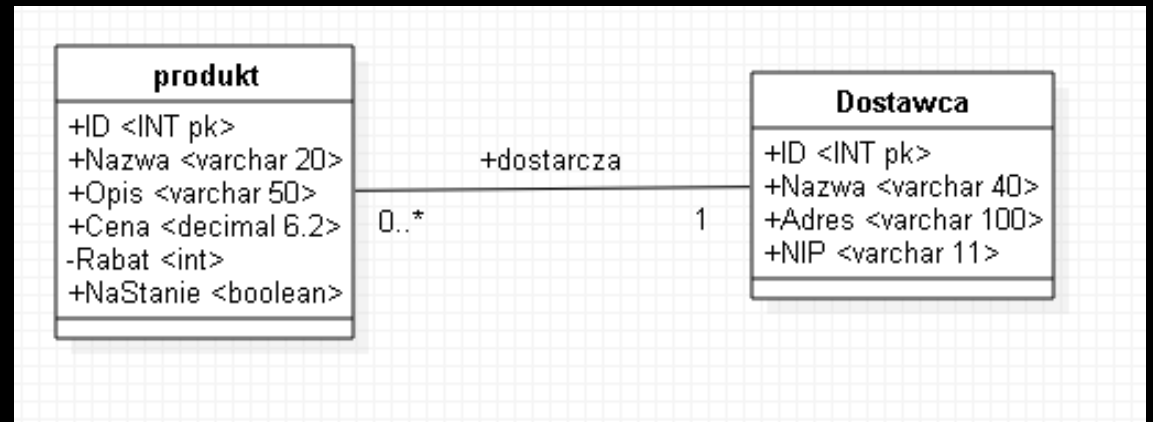 produkt
+ID <INT pk>
+Nazwa <varchar 20>
+Opis <varchar 50>
+Cena <decimal 6.2>
-Rabat <int>
+NaStanie <boolean>
+dostarcza
0..*
1
Dostawca
+ID <INT pk>
+Nazwa <varchar 40>
+Adres <varchar 100>
+NIP <varchar 11>